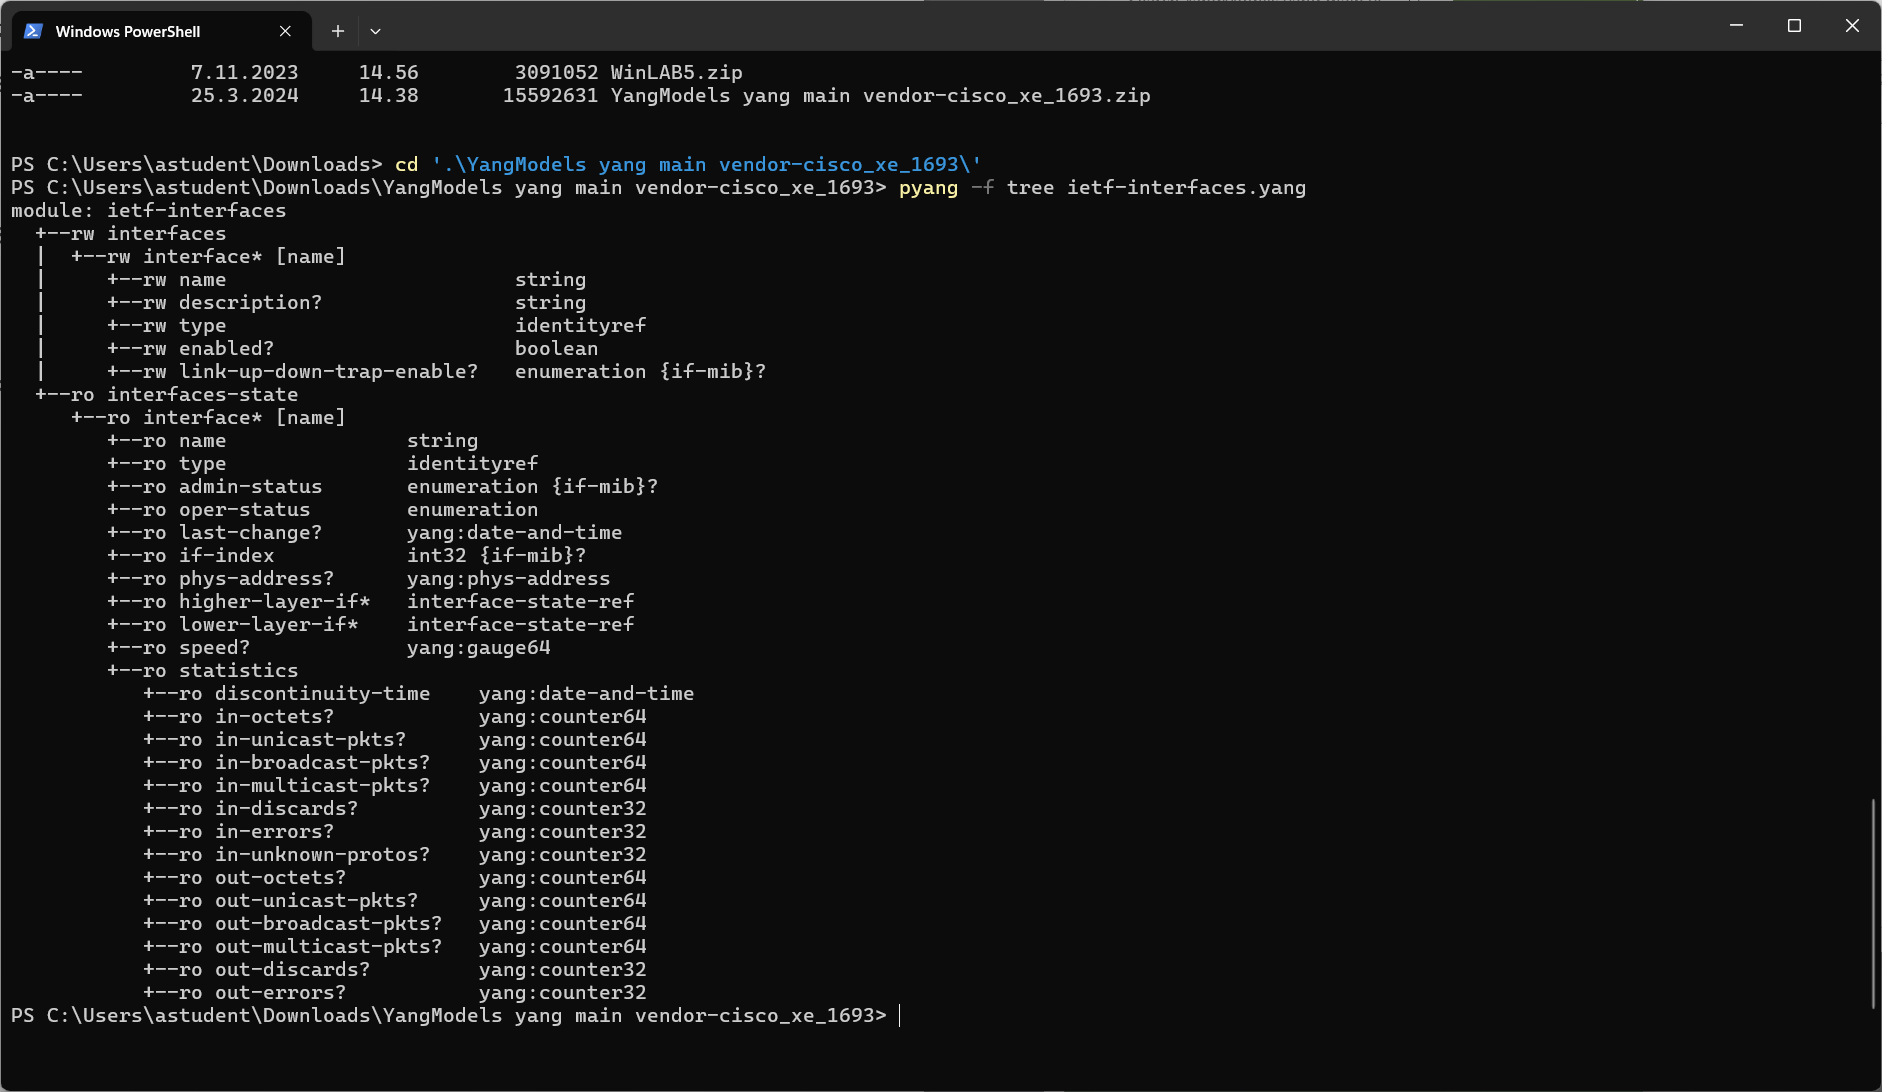 Windows PowerShell
-a----         7.11.2023     14.56        3091052 WinLAB5.zip
-a----         25.3.2024     14.38       15592631 YangModels yang main vendor-cisco_xe_1693.zip
PS C:\Users\astudent\Downloads> cd '.\YangModels yang main vendor-cisco_xe_1693\'
PS C:\Users\astudent\Downloads\YangModels yang main vendor-cisco_xe_1693> pyang -f tree ietf-interfaces.yang
module: ietf-interfaces
  +--rw interfaces
  |  +--rw interface* [name]
  |     +--rw name                        string
  |     +--rw description?                string
  |     +--rw type                        identityref
  |     +--rw enabled?                    boolean
  |     +--rw link-up-down-trap-enable?   enumeration {if-mib}?
  +--ro interfaces-state
     +--ro interface* [name]
        +--ro name               string
        +--ro type               identityref
        +--ro admin-status       enumeration {if-mib}?
        +--ro oper-status        enumeration
        +--ro last-change?       yang:date-and-time
        +--ro if-index           int32 {if-mib}?
        +--ro phys-address?      yang:phys-address
        +--ro higher-layer-if*   interface-state-ref
        +--ro lower-layer-if*    interface-state-ref
        +--ro speed?             yang:gauge64
        +--ro statistics
           +--ro discontinuity-time    yang:date-and-time
           +--ro in-octets?            yang:counter64
           +--ro in-unicast-pkts?      yang:counter64
           +--ro in-broadcast-pkts?    yang:counter64
           +--ro in-multicast-pkts?    yang:counter64
           +--ro in-discards?          yang:counter32
           +--ro in-errors?            yang:counter32
           +--ro in-unknown-protos?    yang:counter32
           +--ro out-octets?           yang:counter64
           +--ro out-unicast-pkts?     yang:counter64
           +--ro out-broadcast-pkts?   yang:counter64
           +--ro out-multicast-pkts?   yang:counter64
           +--ro out-discards?         yang:counter32
           +--ro out-errors?           yang:counter32
PS C:\Users\astudent\Downloads\YangModels yang main vendor-cisco_xe_1693>